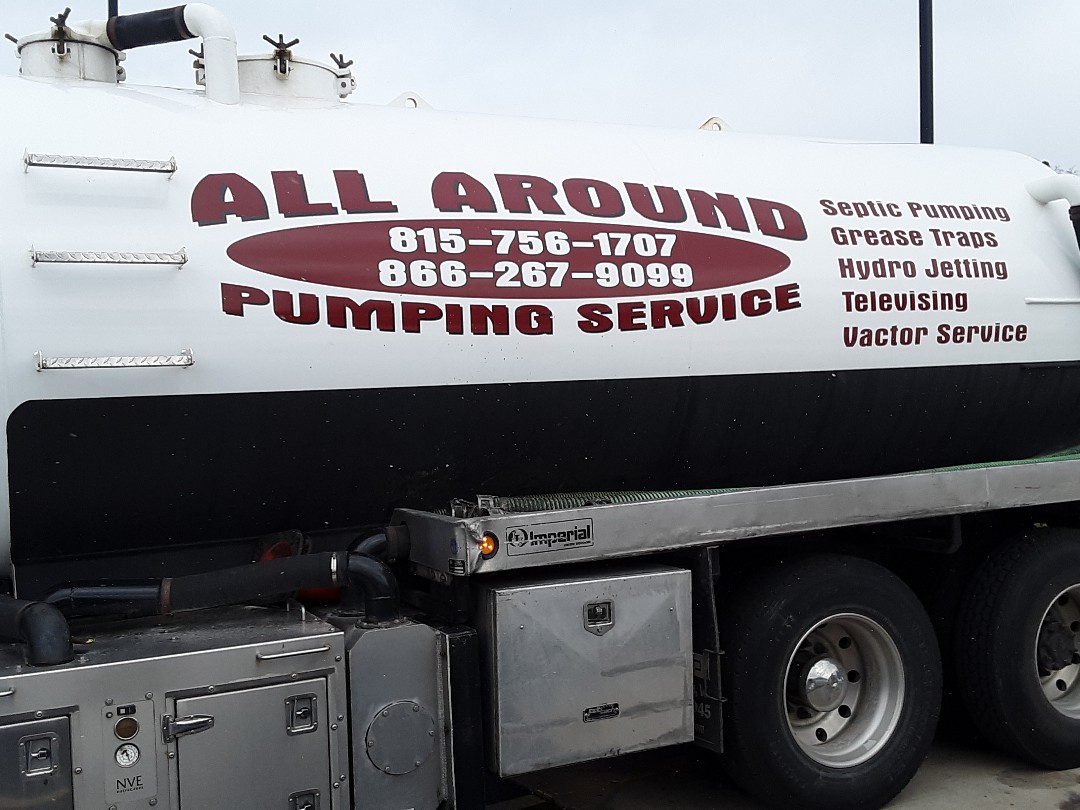 ALL AROUND
815-756-1707
866-267-9099
PUMPING SERVICE
Septic Pumping
Grease Traps
Hydro Jetting
Televising
Vactor Service
Imperial
NVE